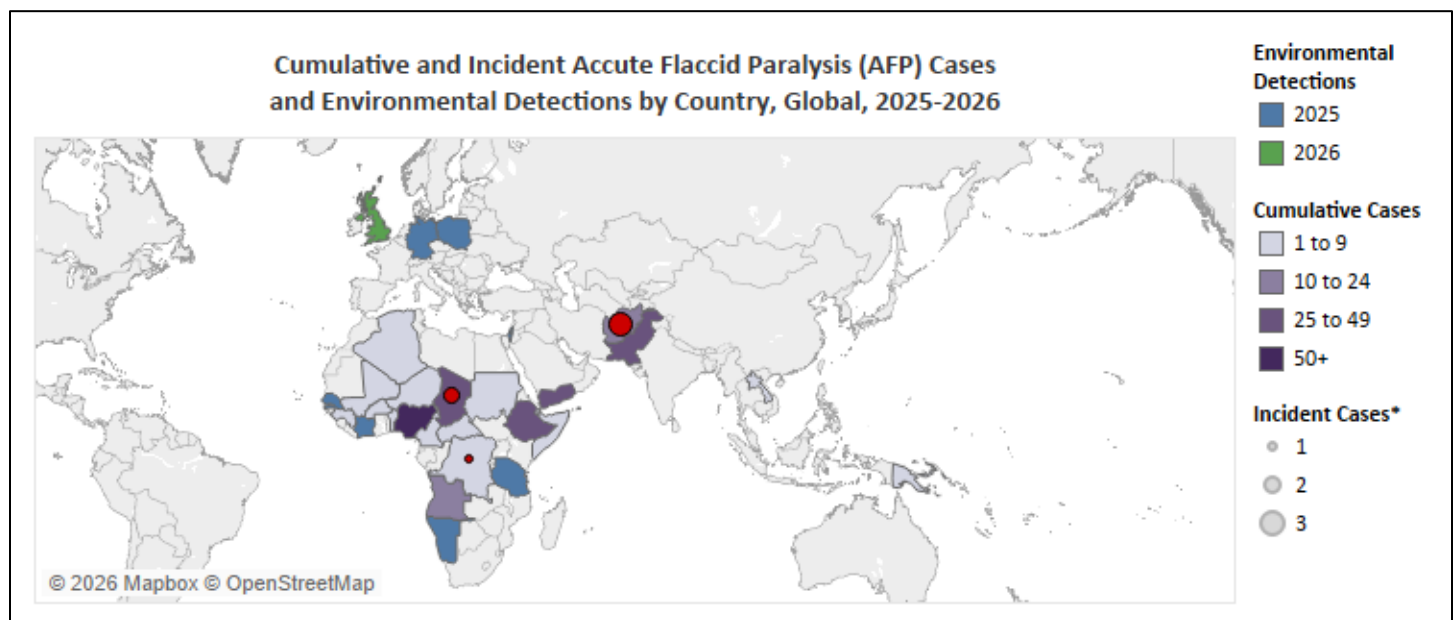 Cumulative and Incident Accute Flaccid Paralysis (AFP) Cases
and Environmental Detections by Country, Global, 2025-2026
Environmental
Detections
2025
2026
Cumulative Cases
1 to 9
10 to 24
25 to 49
50+
Incident Cases*
1
2
3
© 2026 Mapbox © OpenStreetMap